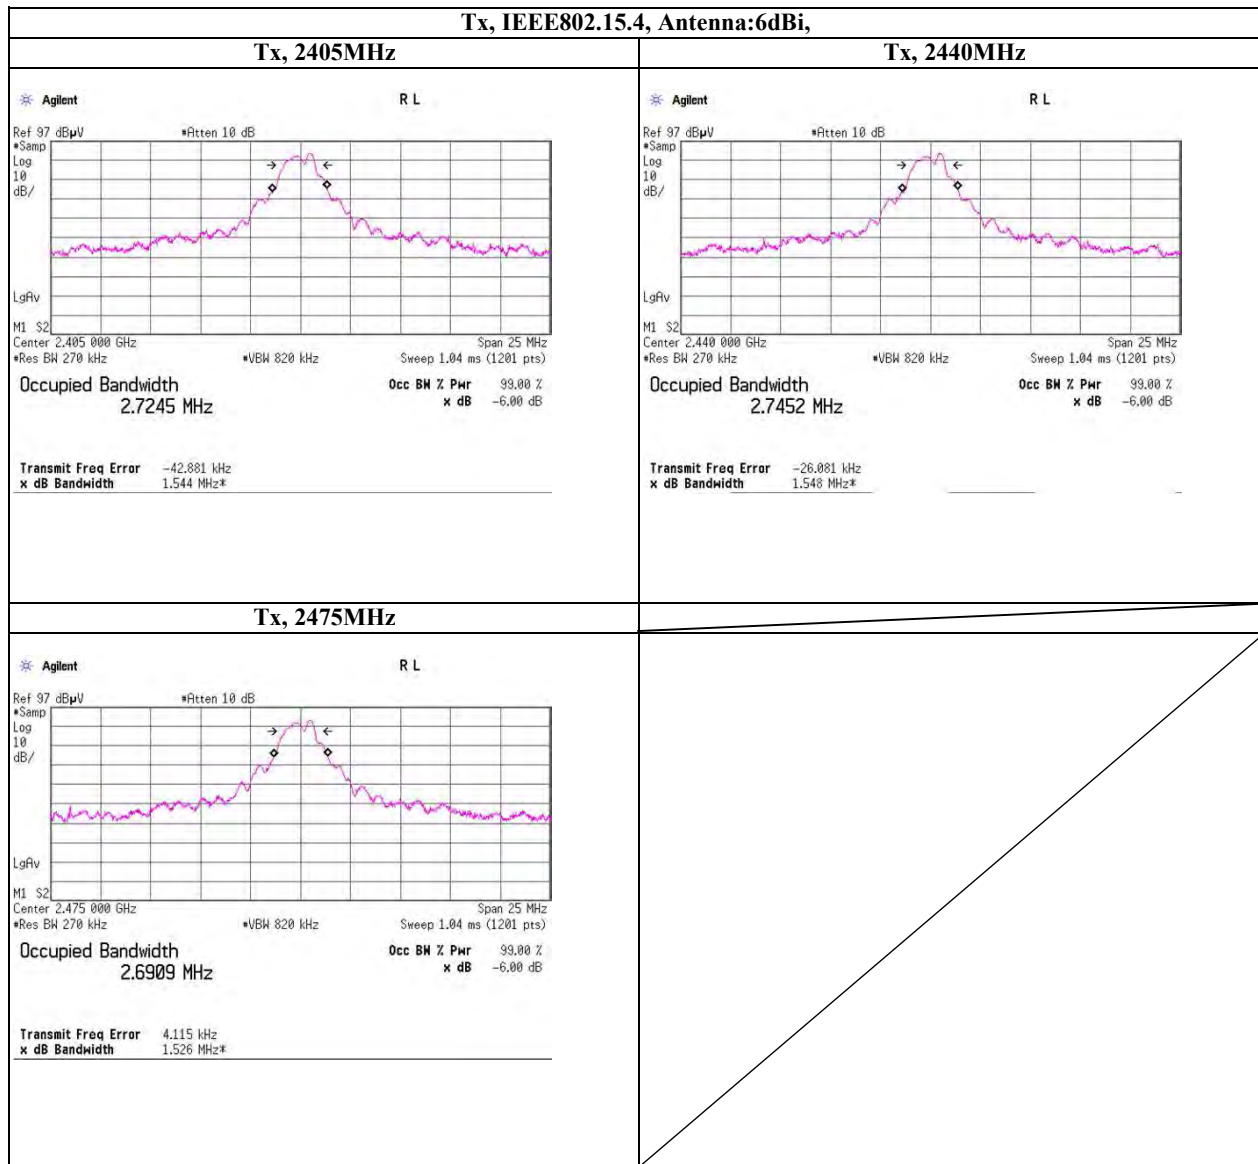 Tx, IEEE802.15.4, Antenna:6dBi,
Tx, 2405MHz
Agilent R L
Ref 97 dBµV #Atten 10 dB
#Samp
Log
10
dB/
LgAv
M1 S2
Center 2.405 000 GHz Span 25 MHz
#Res BW 270 kHz #VBW 820 kHz Sweep 1.04 ms (1201 pts)
Occupied Bandwidth Occ BW % Pwr 99.00 %
2.7245 MHz x dB -6.00 dB
Transmit Freq Error -42.881 kHz
x dB Bandwidth 1.544 MHz*
Tx, 2440MHz
Agilent R L
Ref 97 dBµV #Atten 10 dB
#Samp
Log
10
dB/
LgAv
M1 S2
Center 2.440 000 GHz Span 25 MHz
#Res BW 270 kHz #VBW 820 kHz Sweep 1.04 ms (1201 pts)
Occupied Bandwidth Occ BW % Pwr 99.00 %
2.7452 MHz x dB -6.00 dB
Transmit Freq Error -26.081 kHz
x dB Bandwidth 1.548 MHz*
Tx, 2475MHz
Agilent R L
Ref 97 dBµV #Atten 10 dB
#Samp
Log
10
dB/
LgAv
M1 S2
Center 2.475 000 GHz Span 25 MHz
#Res BW 270 kHz #VBW 820 kHz Sweep 1.04 ms (1201 pts)
Occupied Bandwidth Occ BW % Pwr 99.00 %
2.6909 MHz x dB -6.00 dB
Transmit Freq Error 4.115 kHz
x dB Bandwidth 1.526 MHz*